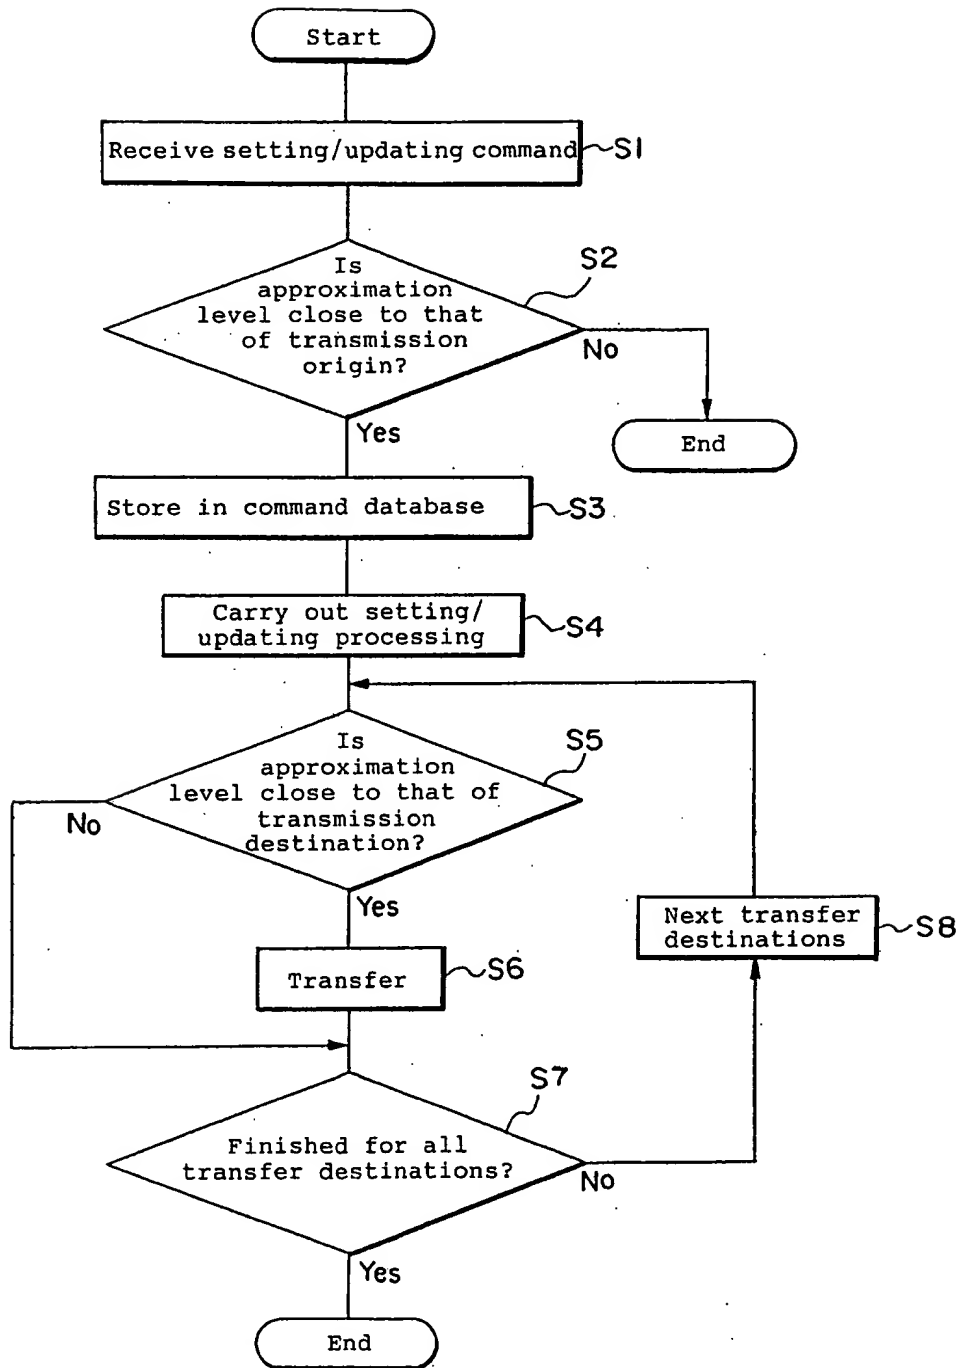 Start
Receive setting/updating command
S1
Is
approximation
level close to that
of transmission
origin?
S2
No
Yes
End
Store in command database
S3
Carry out setting/
updating processing
S4
Is
approximation
level close to that of
transmission
destination?
S5
No
Yes
Next transfer
destinations
S8
Transfer
S6
Finished for all
transfer destinations?
S7
No
Yes
End